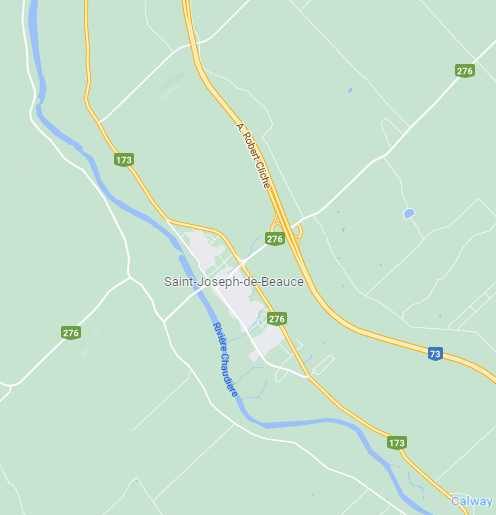 276
A. Robert-Cliche
173
276
Saint-Joseph-de-Beauce
276
276
Rivière Chaudière
73
173
Calway